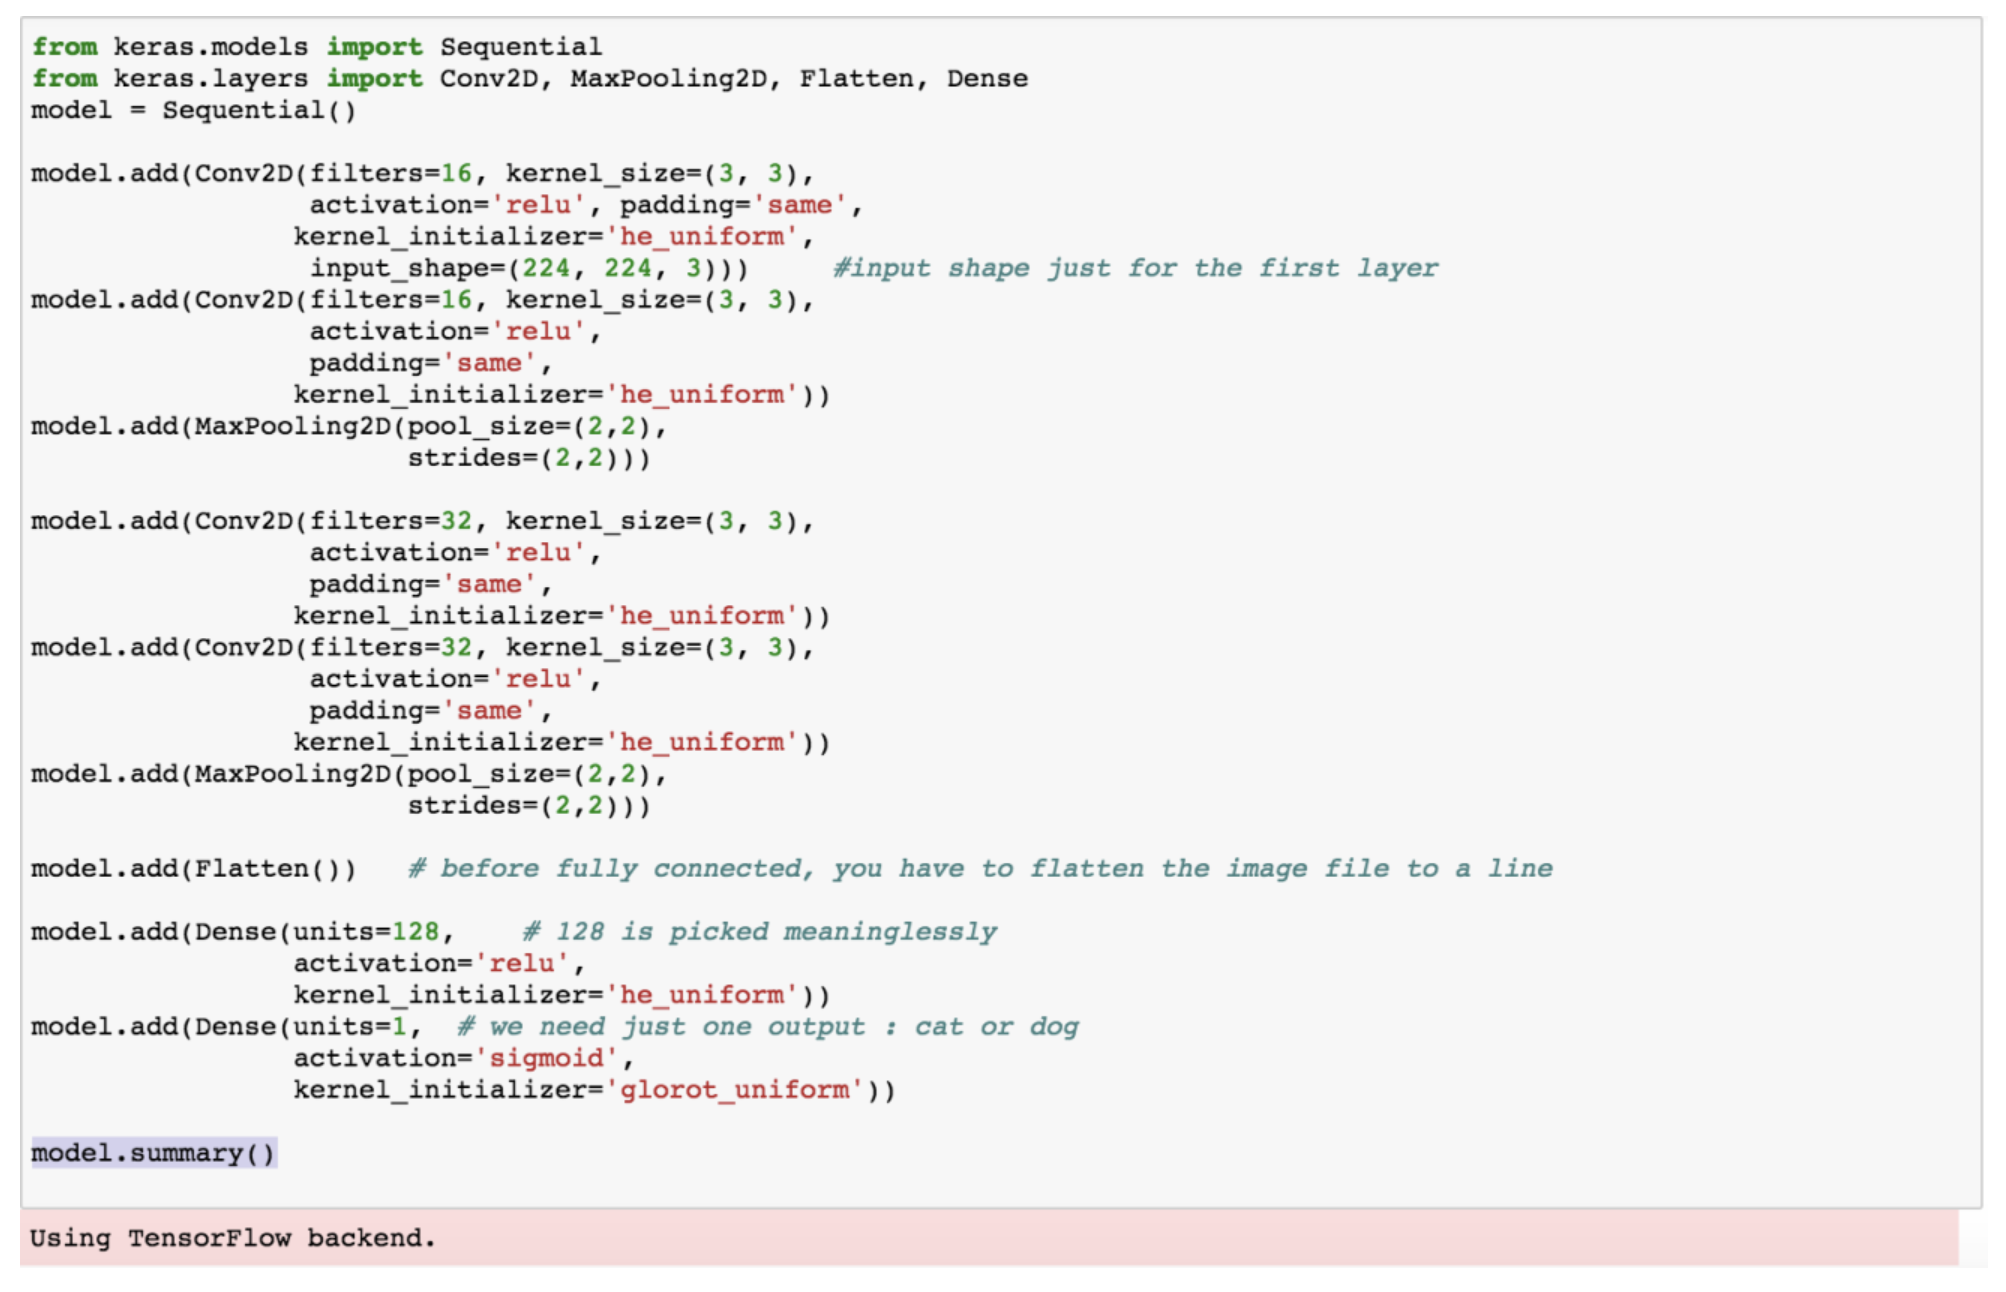 from keras.models import Sequential
from keras.layers import Conv2D, MaxPooling2D, Flatten, Dense
model = Sequential()

model.add(Conv2D(filters=16, kernel_size=(3, 3),
                 activation='relu', padding='same',
                kernel_initializer='he_uniform',
                 input_shape=(224, 224, 3)))     #input shape just for the first layer
model.add(Conv2D(filters=16, kernel_size=(3, 3),
                 activation='relu',
                 padding='same',
                kernel_initializer='he_uniform'))
model.add(MaxPooling2D(pool_size=(2,2),
                       strides=(2,2)))

model.add(Conv2D(filters=32, kernel_size=(3, 3),
                 activation='relu',
                 padding='same',
                kernel_initializer='he_uniform'))
model.add(Conv2D(filters=32, kernel_size=(3, 3),
                 activation='relu',
                 padding='same',
                kernel_initializer='he_uniform'))
model.add(MaxPooling2D(pool_size=(2,2),
                       strides=(2,2)))

model.add(Flatten())   # before fully connected, you have to flatten the image file to a line

model.add(Dense(units=128,    # 128 is picked meaninglessly
                activation='relu',
                kernel_initializer='he_uniform'))
model.add(Dense(units=1,  # we need just one output : cat or dog
                activation='sigmoid',
                kernel_initializer='glorot_uniform'))

model.summary()

Using TensorFlow backend.